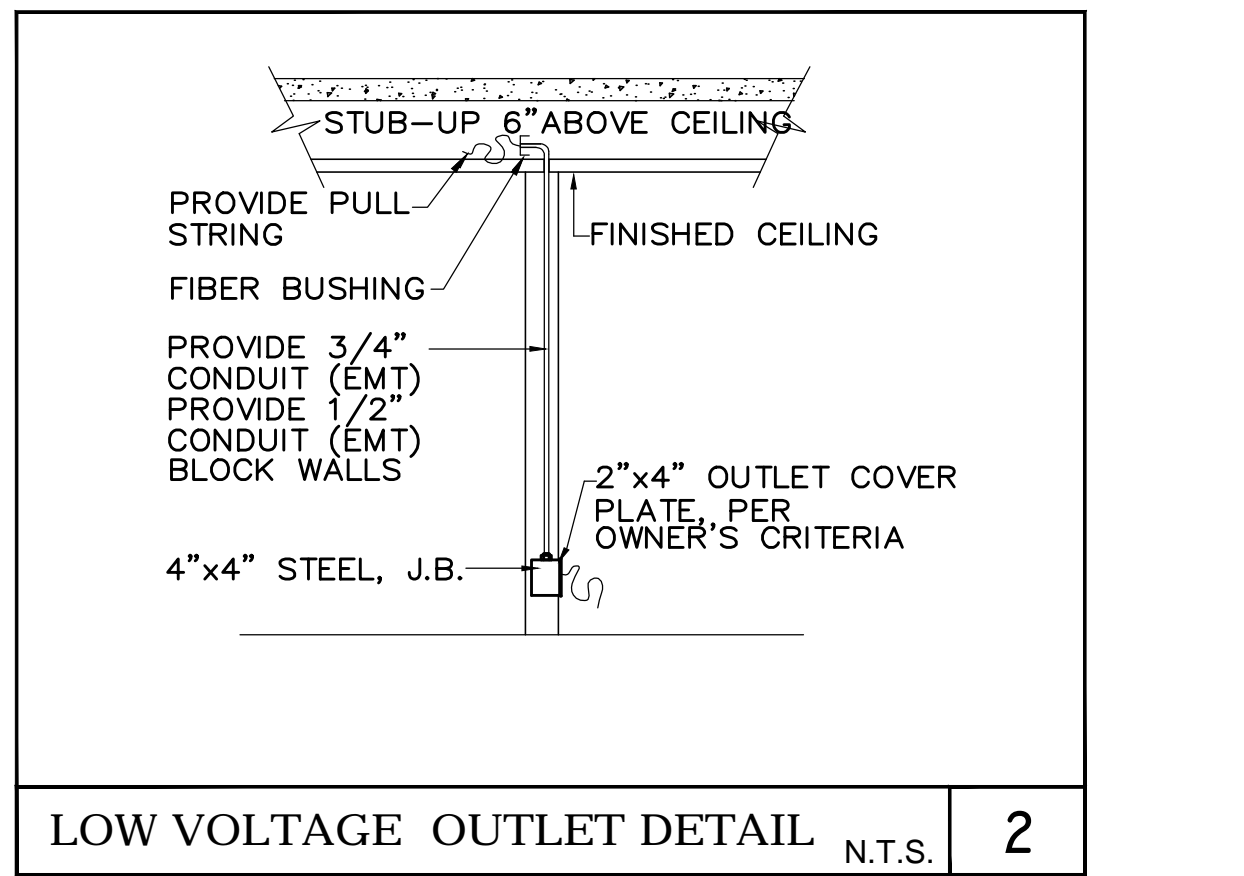 STUB-UP 6"ABOVE CEILING
PROVIDE PULL
STRING
FINISHED CEILING
FIBER BUSHING
PROVIDE 3/4"
CONDUIT (EMT)
PROVIDE 1/2"
CONDUIT (EMT)
BLOCK WALLS
2"x4" OUTLET COVER
PLATE, PER
OWNER'S CRITERIA
4"x4" STEEL, J.B.
LOW VOLTAGE OUTLET DETAIL N.T.S. 2